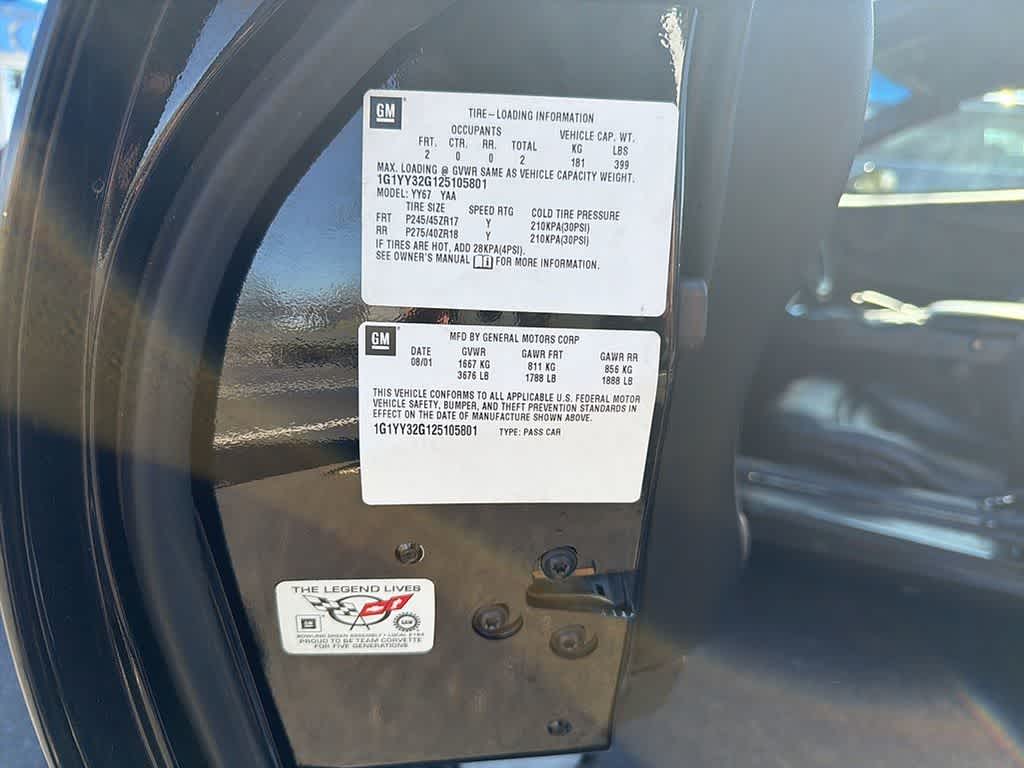 GM
TIRE-LOADING INFORMATION
OCCUPANTS VEHICLE CAP. WT.
FRT. CTR. RR. TOTAL KG LBS
2 0 0 2 181 399
MAX. LOADING @ GVWR SAME AS VEHICLE CAPACITY WEIGHT.
1G1YY32G125105801
MODEL: YY67 YAA
TIRE SIZE SPEED RTG COLD TIRE PRESSURE
FRT P245/45ZR17 Y 210KPA(30PSI)
RR P275/40ZR18 Y 210KPA(30PSI)
IF TIRES ARE HOT, ADD 28KPA(4PSI).
SEE OWNER'S MANUAL FOR MORE INFORMATION.
GM
MFD BY GENERAL MOTORS CORP
DATE GVWR GAWR FRT GAWR RR
08/01 1667 KG 811 KG 856 KG
3676 LB 1788 LB 1888 LB
THIS VEHICLE CONFORMS TO ALL APPLICABLE U.S. FEDERAL MOTOR
VEHICLE SAFETY, BUMPER, AND THEFT PREVENTION STANDARDS IN
EFFECT ON THE DATE OF MANUFACTURE SHOWN ABOVE.
1G1YY32G125105801 TYPE: PASS CAR
THE LEGEND LIVES
GM
BOWLING GREEN ASSEMBLY • LOCAL
PROUD TO BE TEAM CORVETTE
FOR FIVE GENERATIONS